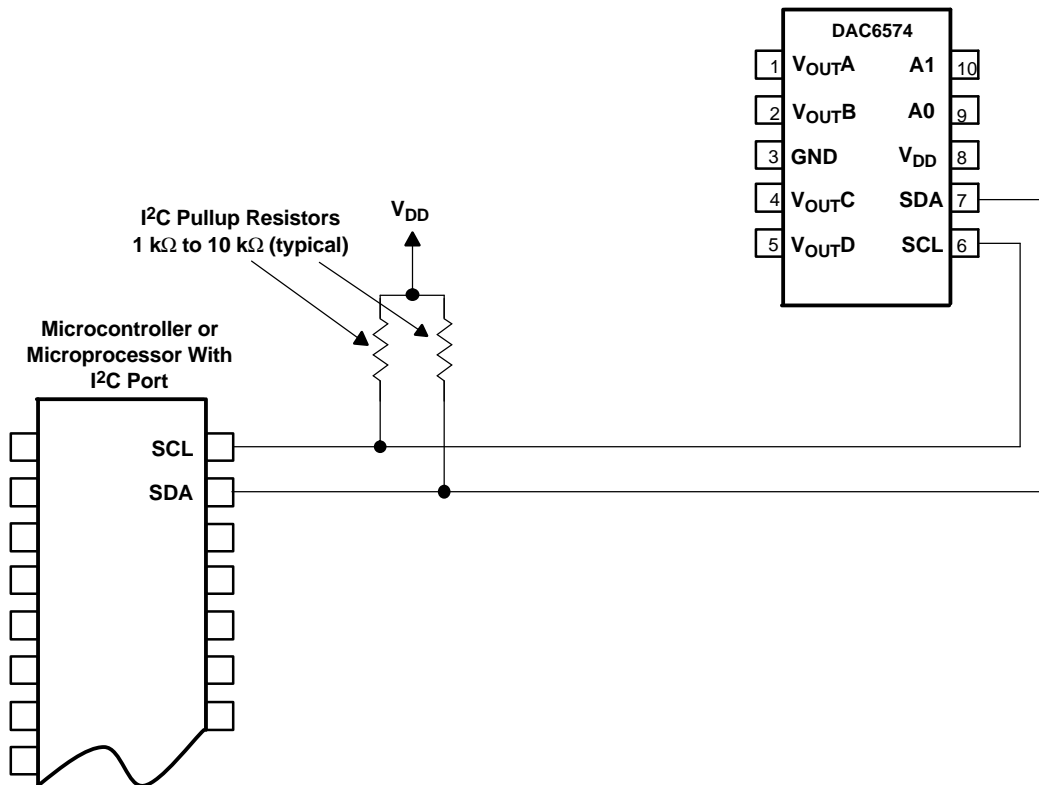 DAC6574
1 VOUTA A1 10
2 VOUTB A0 9
3 GND VDD 8
4 VOUTC SDA 7
5 VOUTD SCL 6
I2C Pullup Resistors
1 kΩ to 10 kΩ (typical)
VDD
Microcontroller or
Microprocessor With
I2C Port
SCL
SDA